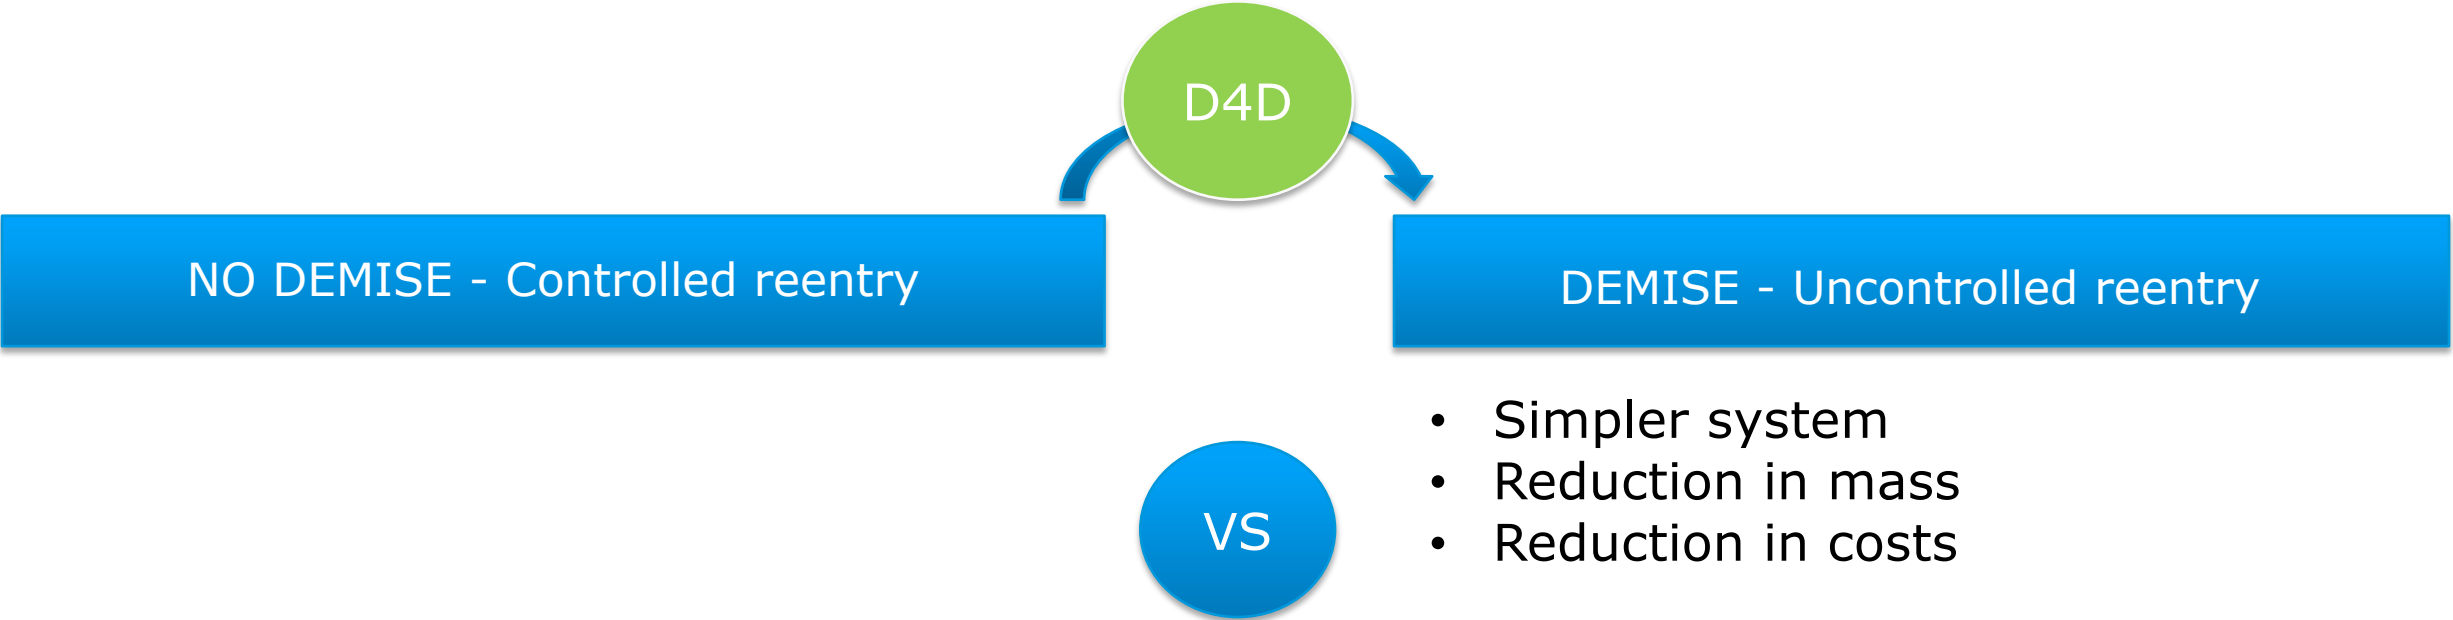 D4D
NO DEMISE - Controlled reentry
DEMISE - Uncontrolled reentry
VS
• Simpler system
• Reduction in mass
• Reduction in costs